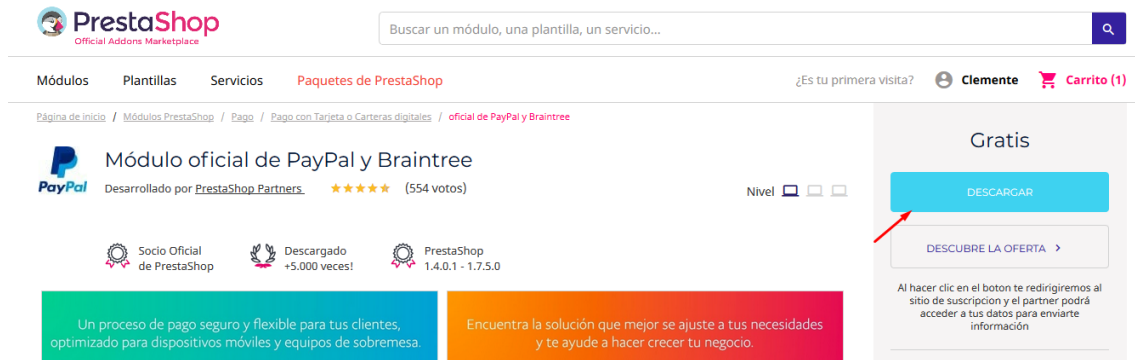 PrestaShop
Official Addons Marketplace
Buscar un módulo, una plantilla, un servicio...
Módulos Plantillas Servicios Paquetes de PrestaShop ¿Es tu primera visita? Clemente Carrito (1)
Página de inicio / Módulos PrestaShop / Pago / Pago con Tarjeta o Carteras digitales / oficial de PayPal y Braintree
Gratis
Módulo oficial de PayPal y Braintree
PayPal Desarrollado por PrestaShop Partners (554 votos)
Nivel
DESCARGAR
Socio Oficial
de PrestaShop
Descargado
+5.000 veces!
PrestaShop
1.4.0.1 - 1.7.5.0
DESCUBRE LA OFERTA >
Al hacer clic en el boton te redirigiremos al
sitio de suscripcion y el partner podrá
acceder a tus datos para enviarte
información
Un proceso de pago seguro y flexible para tus clientes,
optimizado para dispositivos móviles y equipos de sobremesa.
Encuentra la solución que mejor se ajuste a tus necesidades
y te ayude a hacer crecer tu negocio.